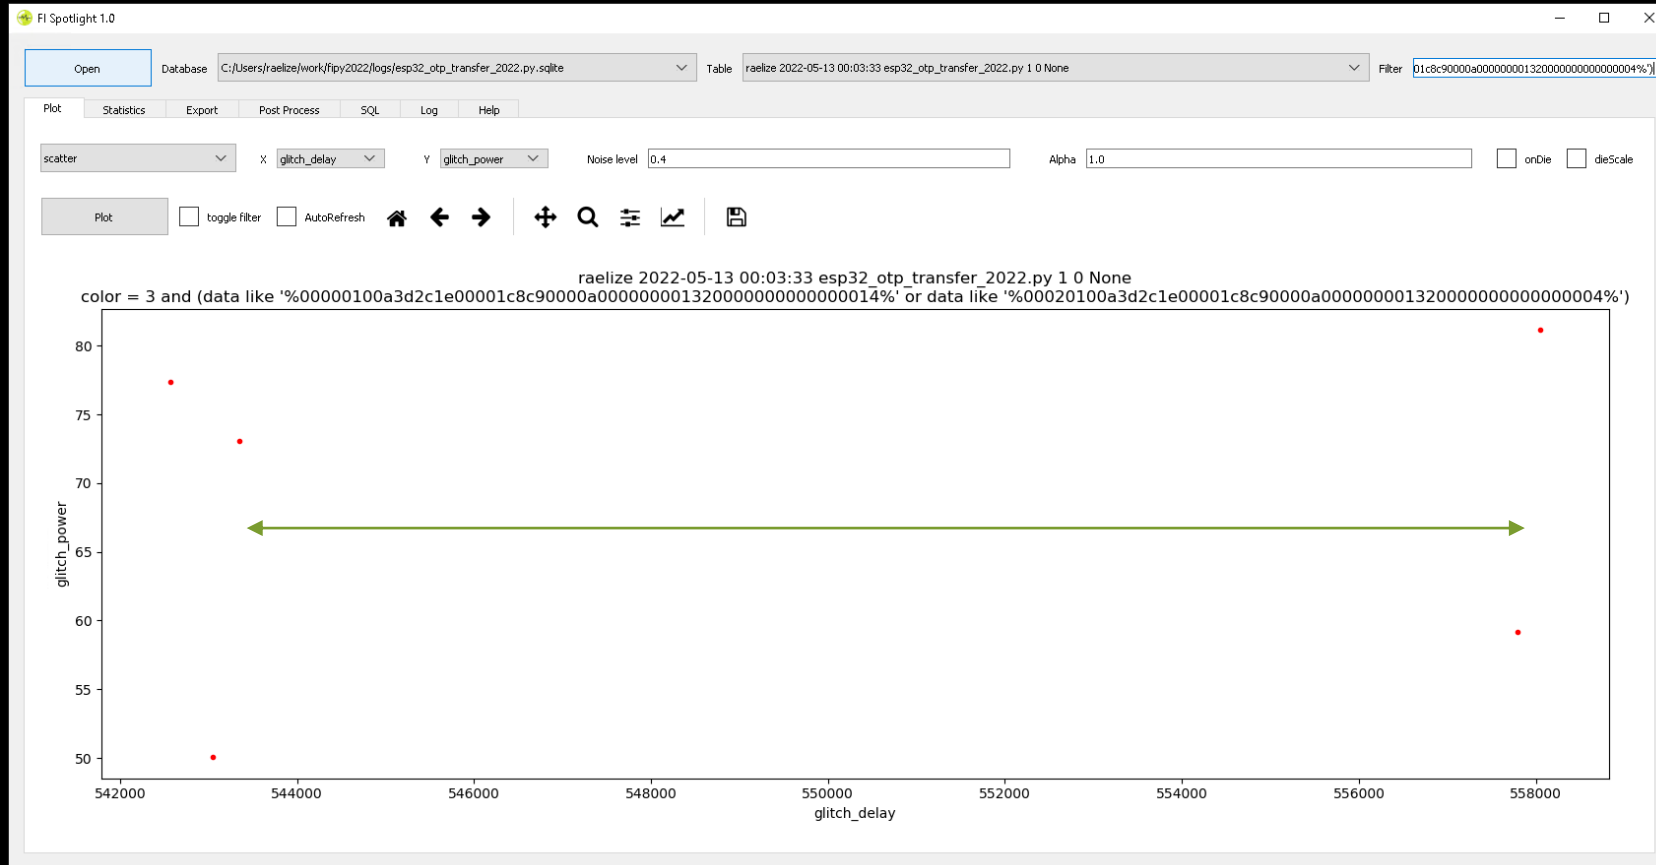 FI Spotlight 1.0
Open Database C:/Users/raelize/work/fipy2022/logs/esp32_otp_transfer_2022.py.sqlite Table raelize 2022-05-13 00:03:33 esp32_otp_transfer_2022.py 1 0 None Filter 01c8c90000a00000000132000000000000004%')
Plot Statistics Export Post Process SQL Log Help
scatter X glitch_delay Y glitch_power Noise level 0.4 Alpha 1.0 onDie dieScale
Plot toggle filter AutoRefresh
raelize 2022-05-13 00:03:33 esp32_otp_transfer_2022.py 1 0 None
color = 3 and (data like '%00000100a3d2c1e00001c8c90000a00000000132000000000000014%' or data like '%00020100a3d2c1e00001c8c90000a00000000132000000000000004%')
80
75
70
65
60
55
50
glitch_power
542000 544000 546000 548000 550000 552000 554000 556000 558000
glitch_delay